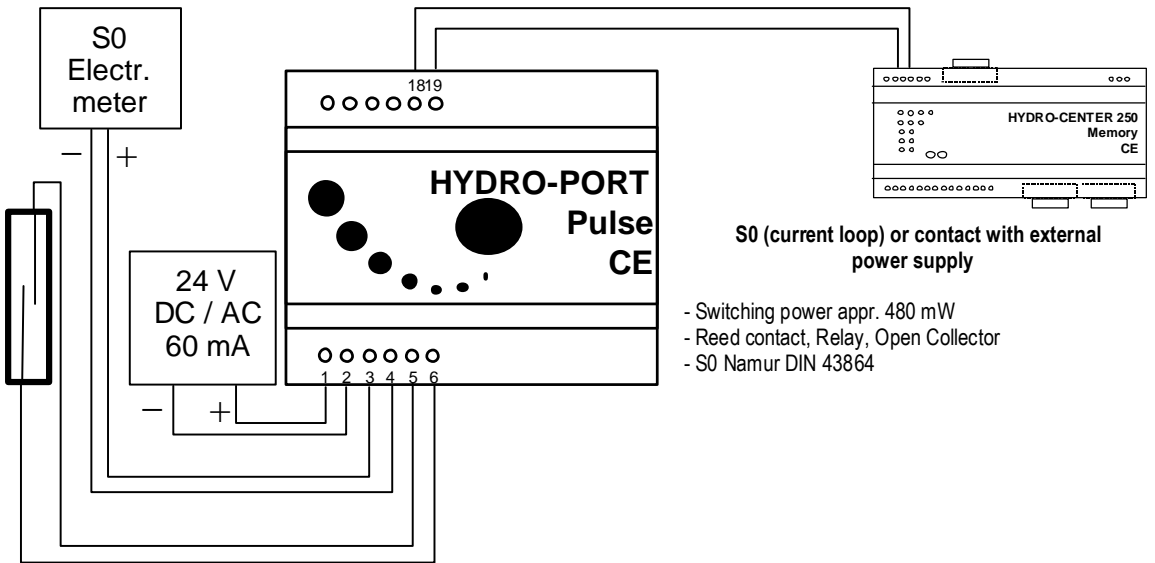 S0
Electr.
meter
− +
24 V
DC / AC
60 mA
− +
1819
HYDRO-PORT
Pulse
CE
1 2 3 4 5 6
HYDRO-CENTER 250
Memory
CE
S0 (current loop) or contact with external
power supply
- Switching power appr. 480 mW
- Reed contact, Relay, Open Collector
- S0 Namur DIN 43864